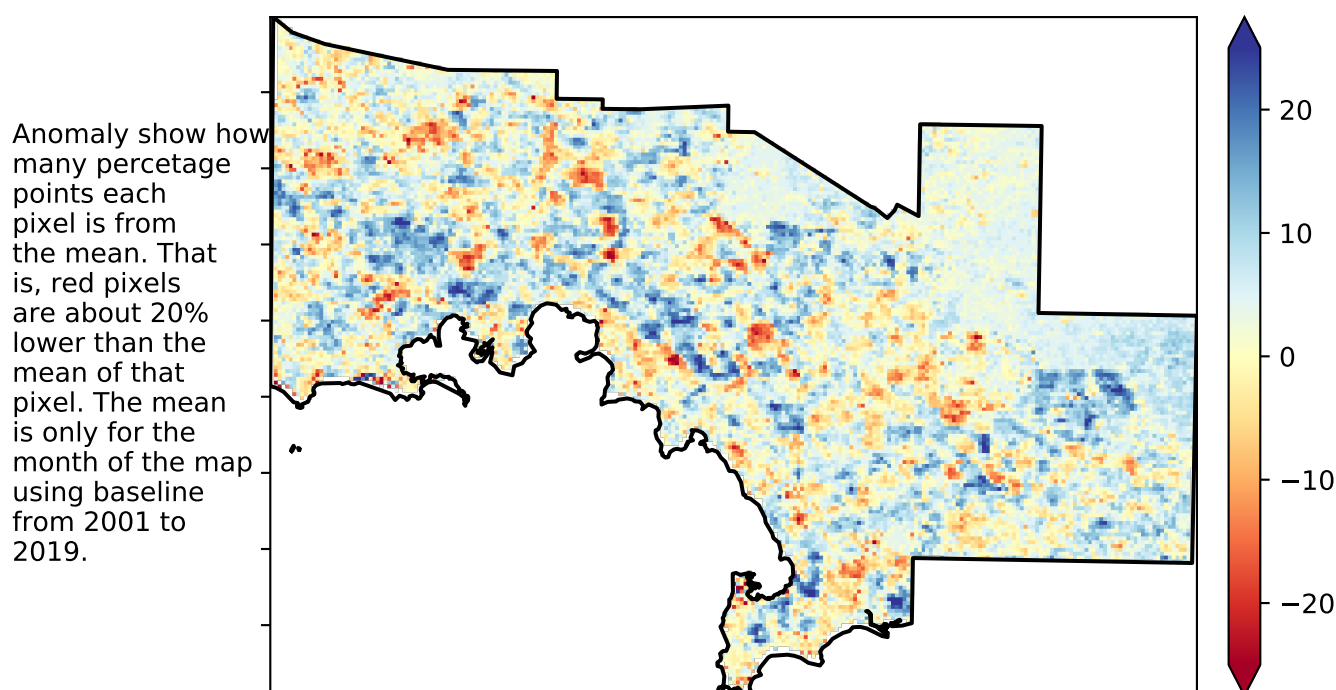 Anomaly show how
many percetage
points each
pixel is from
the mean. That
is, red pixels
are about 20%
lower than the
mean of that
pixel. The mean
is only for the
month of the map
using baseline
from 2001 to
2019.
20
10
0
−10
−20